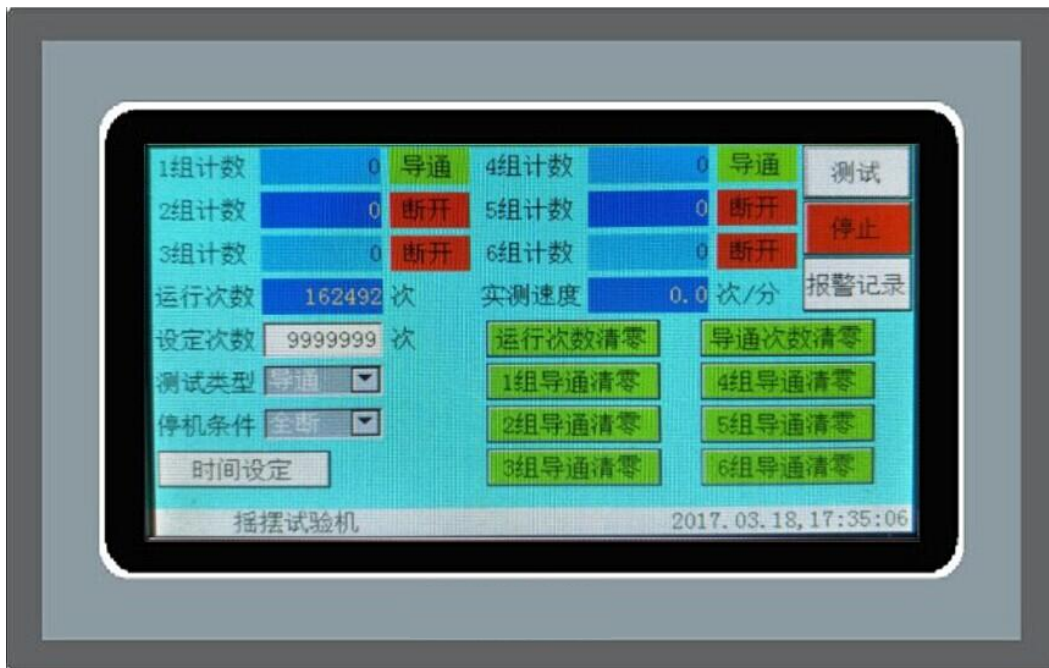 1组计数 0 导通 4组计数 0 导通 测试
2组计数 0 断开 5组计数 0 断开 停止
3组计数 0 断开 6组计数 0 断开 报警记录
运行次数 162492 次 实测速度 0.0 次/分
设定次数 9999999 次 运行次数清零 导通次数清零
测试类型 导通 1组导通清零 4组导通清零
停机条件 全断 2组导通清零 5组导通清零
时间设定 3组导通清零 6组导通清零
摇摆试验机 2017.03.18,17:35:06